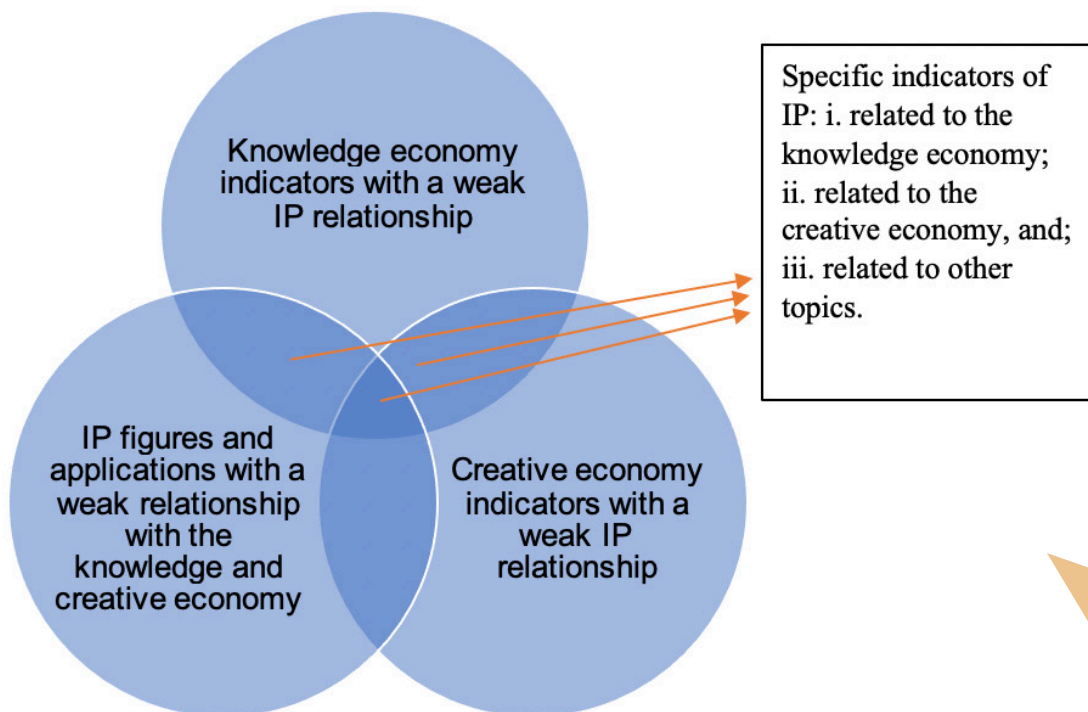 Knowledge economy
indicators with a weak
IP relationship
Specific indicators of
IP: i. related to the
knowledge economy;
ii. related to the
creative economy, and;
iii. related to other
topics.
IP figures and
applications with a
weak relationship
with the
knowledge and
creative economy
Creative economy
indicators with a
weak IP
relationship